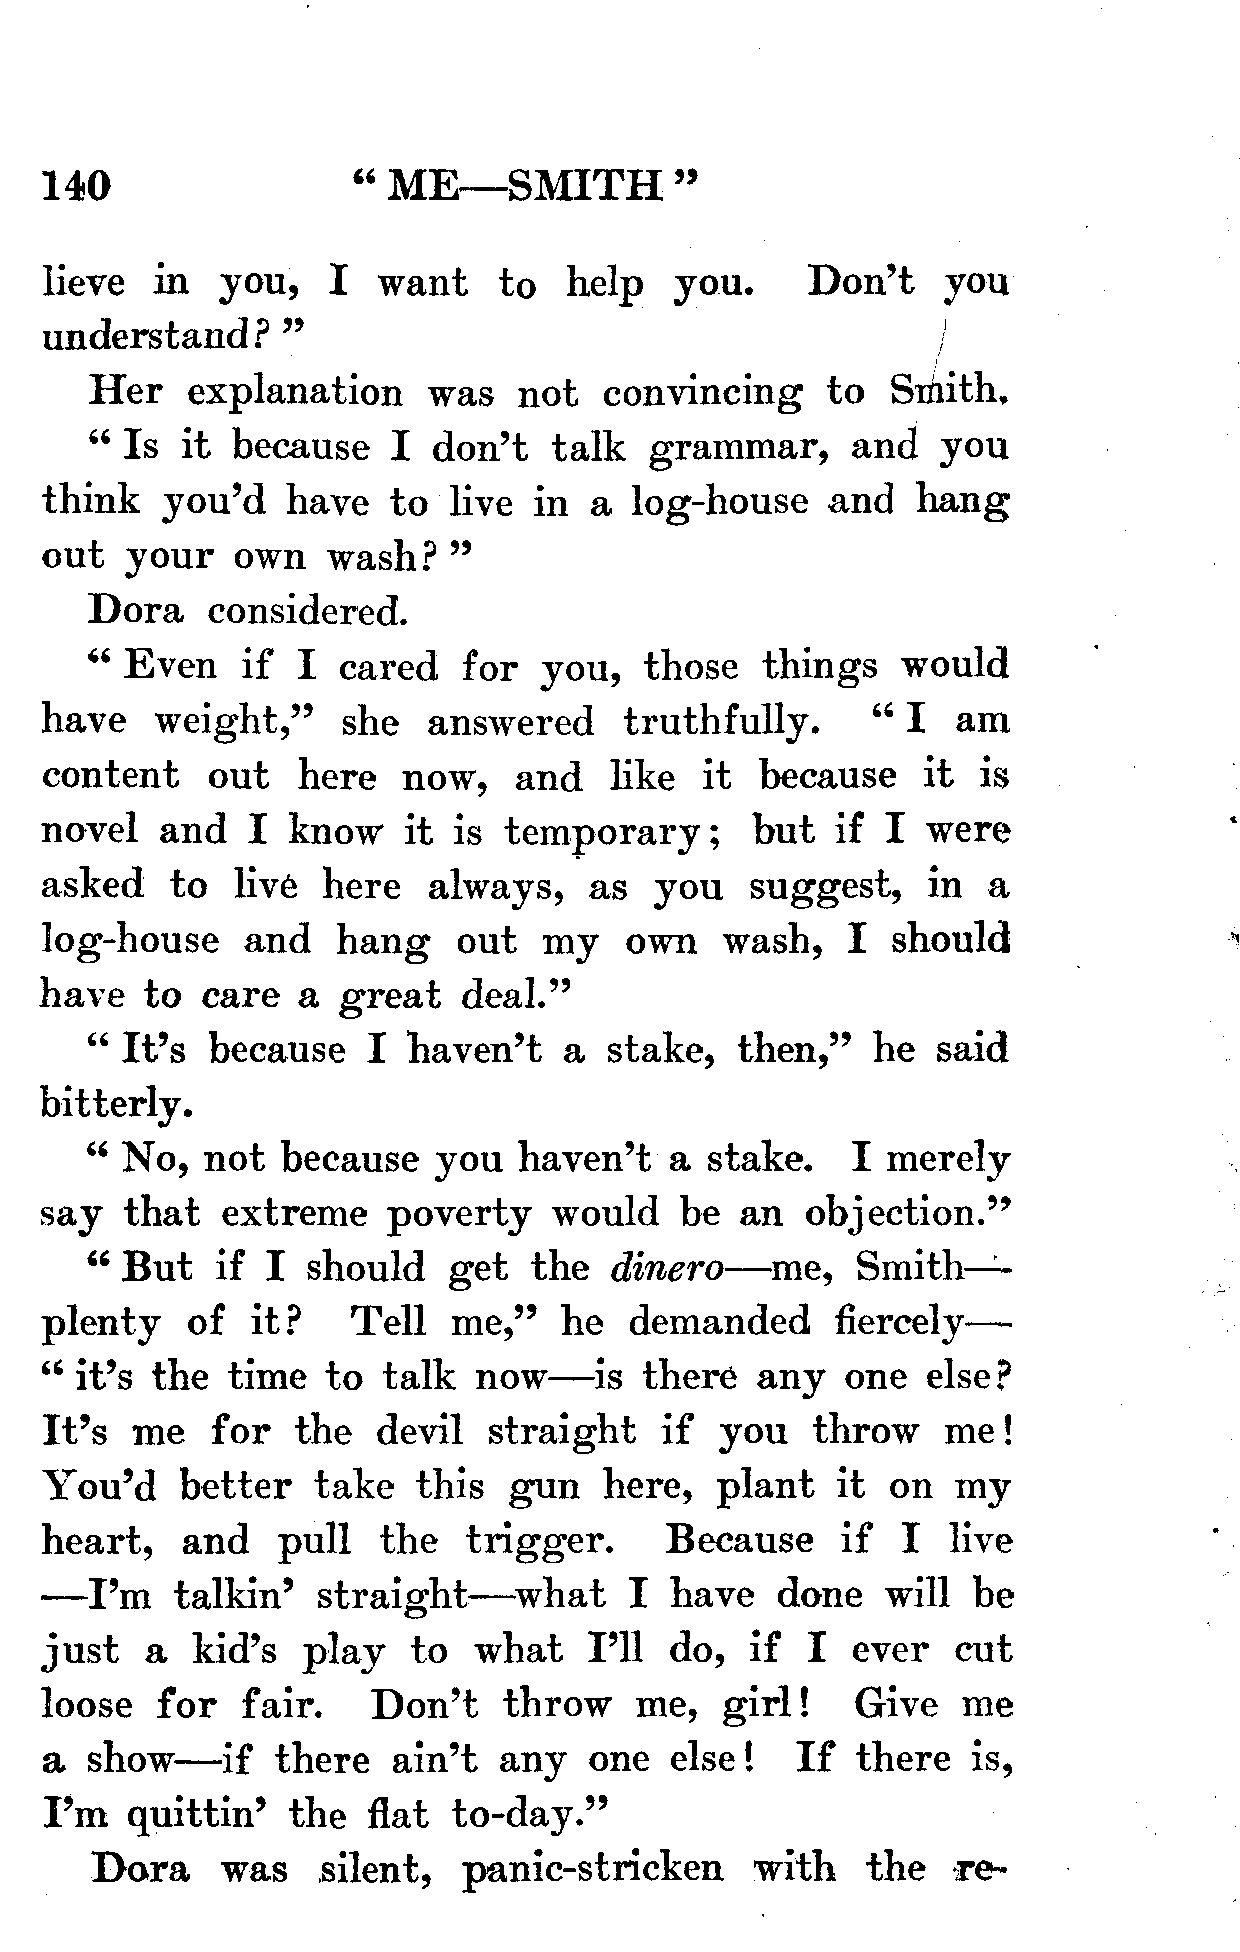 140 “ ME—SMITH ”
lieve in you, I want to help you. Don’t you
understand? ”
Her explanation was not convincing to Smith.
“ Is it because I don’t talk grammar, and you
think you’d have to live in a log-house and hang
out your own wash? ”
Dora considered.
“ Even if I cared for you, those things would
have weight,” she answered truthfully. “ I am
content out here now, and like it because it is
novel and I know it is temporary; but if I were
asked to live here always, as you suggest, in a
log-house and hang out my own wash, I should
have to care a great deal.”
“ It’s because I haven’t a stake, then,” he said
bitterly.
“ No, not because you haven’t a stake. I merely
say that extreme poverty would be an objection.”
“ But if I should get the dinero—me, Smith—
plenty of it? Tell me,” he demanded fiercely—
“ it’s the time to talk now—is there any one else?
It’s me for the devil straight if you throw me!
You’d better take this gun here, plant it on my
heart, and pull the trigger. Because if I live
—I’m talkin’ straight—what I have done will be
just a kid’s play to what I’ll do, if I ever cut
loose for fair. Don’t throw me, girl! Give me
a show—if there ain’t any one else! If there is,
I’m quittin’ the flat to-day.”
Dora was silent, panic-stricken with the re-